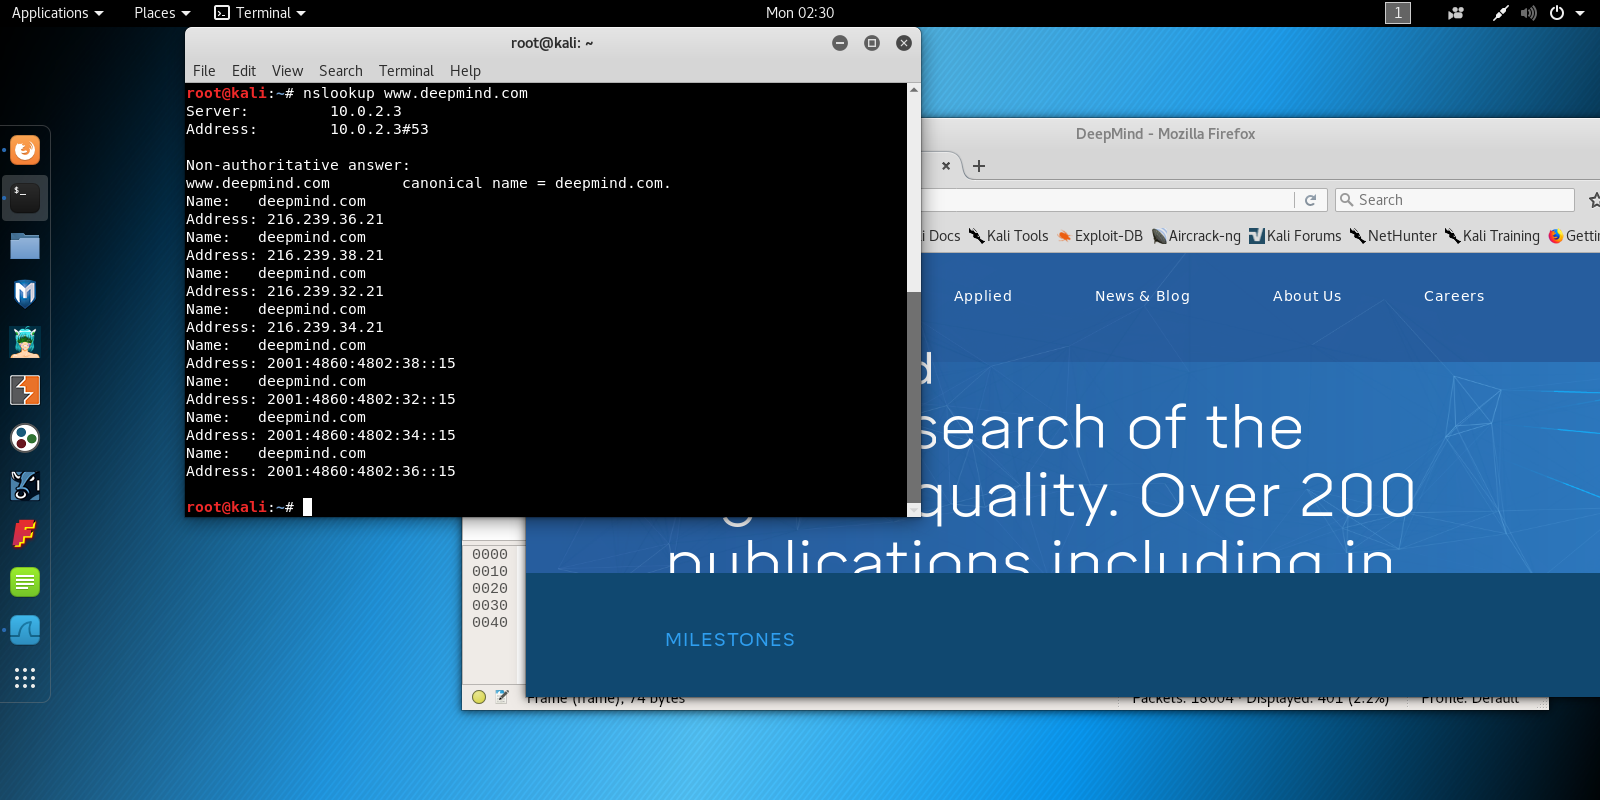 Applications Places Terminal Mon 02:30 1
root@kali: ~
File Edit View Search Terminal Help
root@kali:~# nslookup www.deepmind.com
Server:		10.0.2.3
Address:	10.0.2.3#53
Non-authoritative answer:
www.deepmind.com	canonical name = deepmind.com.
Name:	deepmind.com
Address: 216.239.36.21
Name:	deepmind.com
Address: 216.239.38.21
Name:	deepmind.com
Address: 216.239.32.21
Name:	deepmind.com
Address: 216.239.34.21
Name:	deepmind.com
Address: 2001:4860:4802:38::15
Name:	deepmind.com
Address: 2001:4860:4802:32::15
Name:	deepmind.com
Address: 2001:4860:4802:34::15
Name:	deepmind.com
Address: 2001:4860:4802:36::15
root@kali:~#
DeepMind - Mozilla Firefox
Search
Docs Kali Tools Exploit-DB Aircrack-ng Kali Forums NetHunter Kali Training
Applied News & Blog About Us Careers
search of the
quality. Over 200
publications including in
MILESTONES
0000
0010
0020
0030
0040
Frame (frame), 74 bytes Packets: 18004 · Displayed: 401 (2.2%) Profile: Default